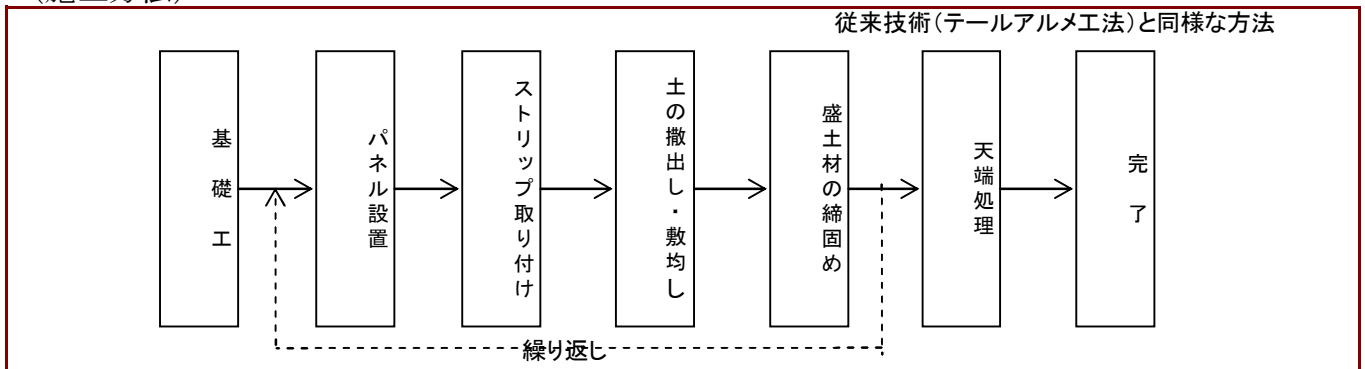 従来技術(テールアルメ工法)と同様な方法
基礎工
パネル設置
ストリップ取り付け
土の撒出し・敷均し
盛土材の締固め
天端処理
完了
繰り返し